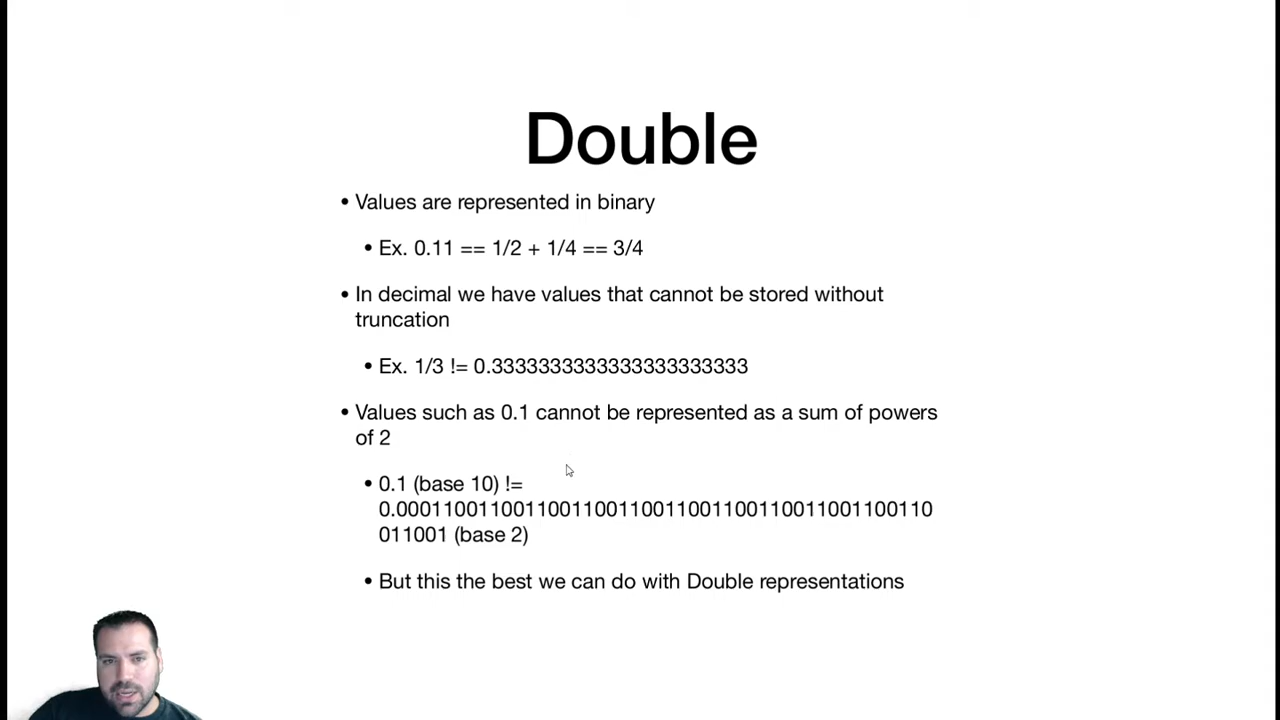 Double
• Values are represented in binary
• Ex. 0.11 == 1/2 + 1/4 == 3/4
• In decimal we have values that cannot be stored without
truncation
• Ex. 1/3 != 0.3333333333333333333333
• Values such as 0.1 cannot be represented as a sum of powers
of 2
• 0.1 (base 10) !=
0.0001100110011001100110011001100110011001100110
011001 (base 2)
• But this the best we can do with Double representations